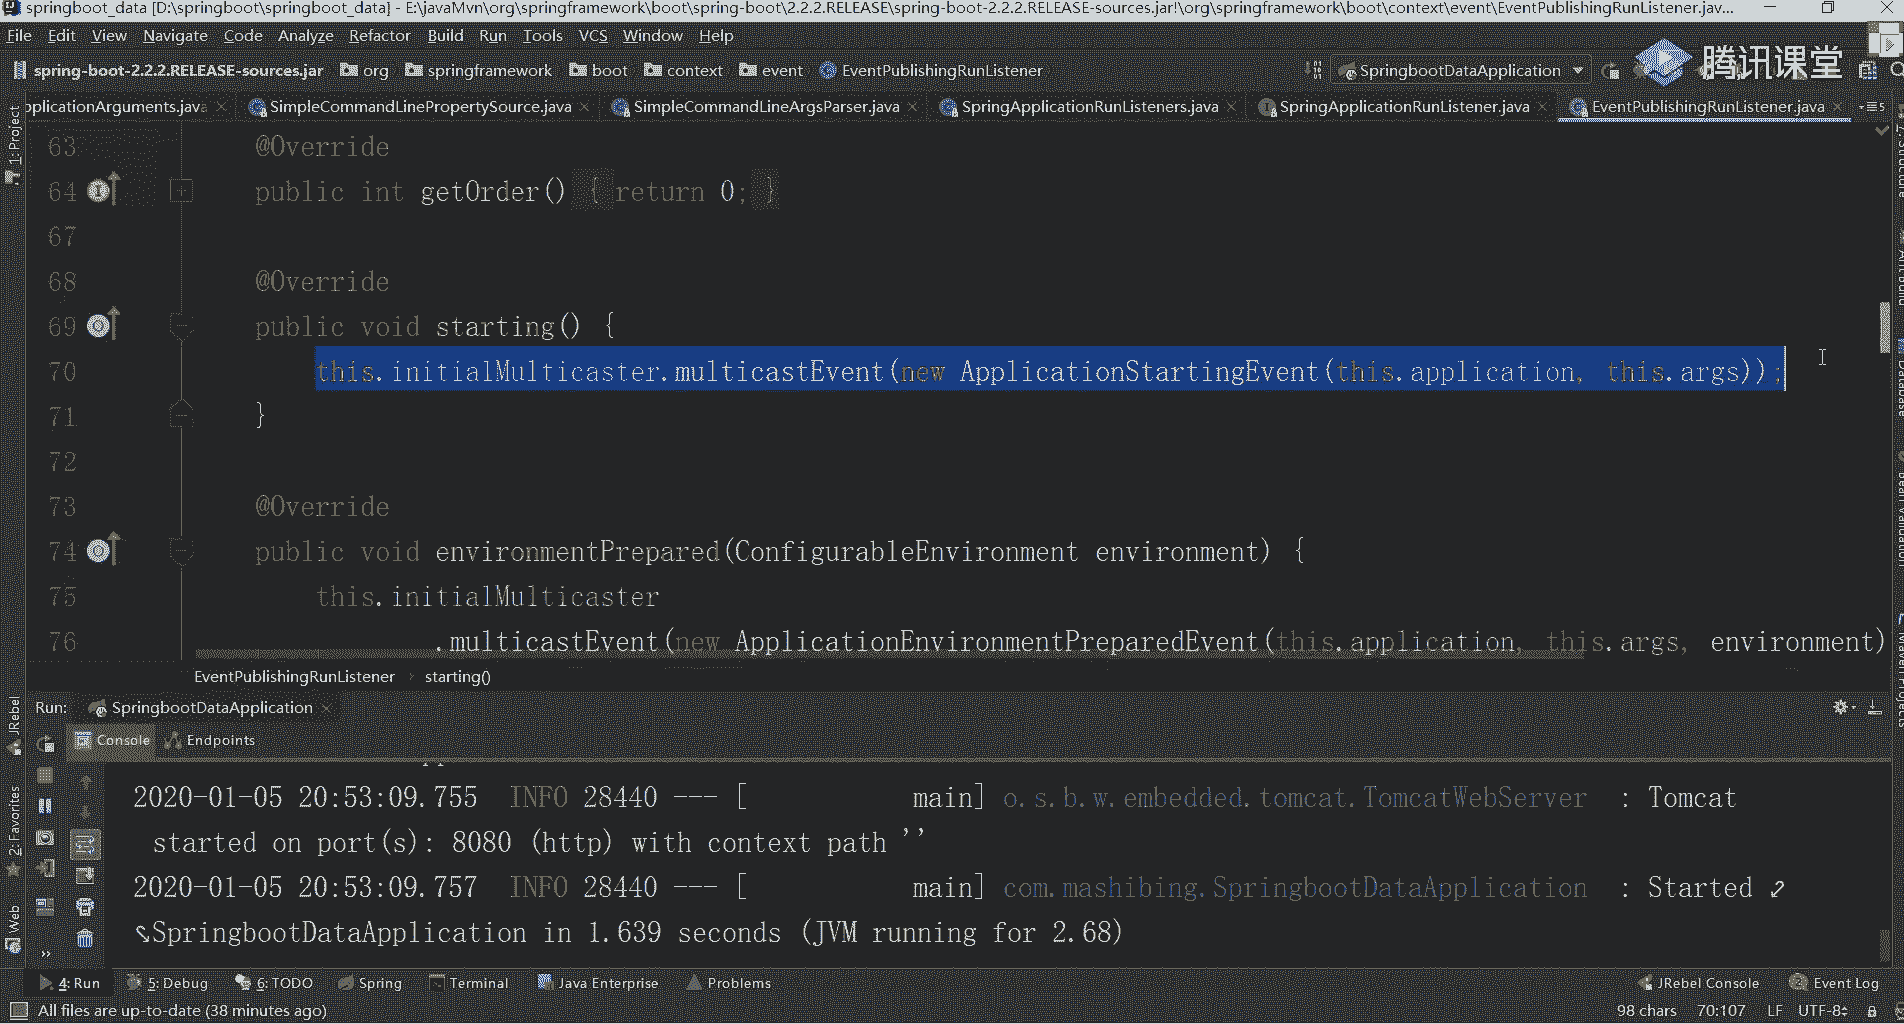 springboot_data [D:\springboot\springboot_data] - E:\javaMvn\org\springframework\boot\spring-boot\2.2.2.RELEASE\spring-boot-2.2.2.RELEASE-sources.jar!\org\springframework\boot\context\event\EventPublishingRunListener.jav...
File Edit View Navigate Code Analyze Refactor Build Run Tools VCS Window Help
spring-boot-2.2.2.RELEASE-sources.jar org springframework boot context event EventPublishingRunListener SpringbootDataApplication 腾讯课堂
pplicationArguments.java SimpleCommandLinePropertySource.java SimpleCommandLineArgsParser.java SpringApplicationRunListeners.java SpringApplicationRunListener.java EventPublishingRunListener.java 5
1: Project
63 @Override
64 public int getOrder() { return 0; }
67
68 @Override
69 public void starting() {
70 this.initialMulticaster.multicastEvent(new ApplicationStartingEvent(this.application, this.args));
71 }
72
73 @Override
74 public void environmentPrepared(ConfigurableEnvironment environment) {
75 this.initialMulticaster
76 .multicastEvent(new ApplicationEnvironmentPreparedEvent(this.application, this.args, environment)
EventPublishingRunListener › starting()
Run: SpringbootDataApplication
JRebel
Console Endpoints
2020-01-05 20:53:09.755 INFO 28440 --- [ main] o.s.b.w.embedded.tomcat.TomcatWebServer : Tomcat
started on port(s): 8080 (http) with context path ''
2020-01-05 20:53:09.757 INFO 28440 --- [ main] com.mashibing.SpringbootDataApplication : Started
SpringbootDataApplication in 1.639 seconds (JVM running for 2.68)
2: Favorites
Web
4: Run 5: Debug 6: TODO Spring Terminal Java Enterprise Problems JRebel Console 2 Event Log
All files are up-to-date (38 minutes ago) 98 chars 70:107 LF UTF-8